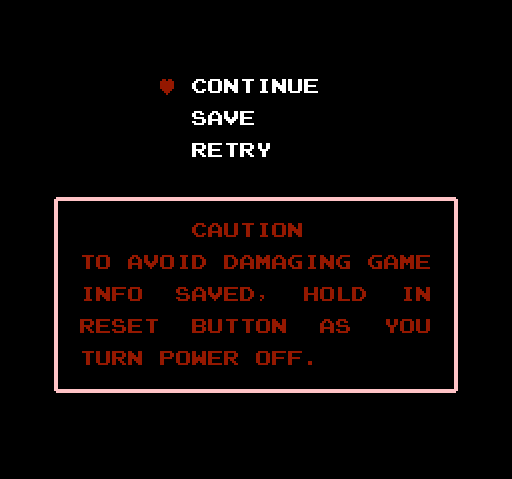 CONTINUE
SAVE
RETRY
CAUTION
TO AVOID DAMAGING GAME
INFO SAVED, HOLD IN
RESET BUTTON AS YOU
TURN POWER OFF.